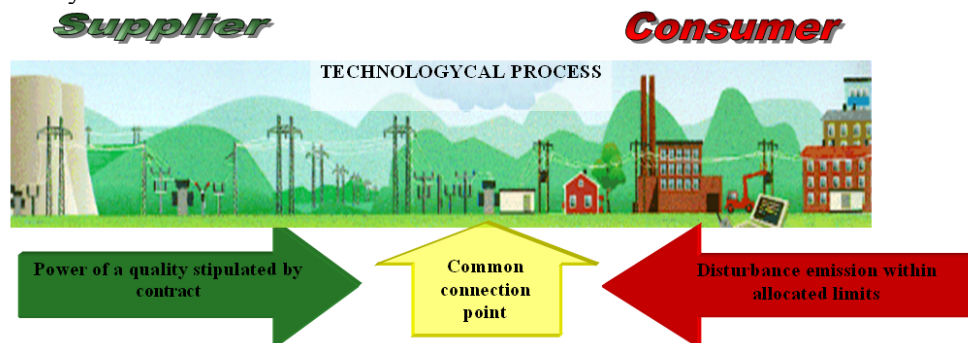 Supplier
Consumer
TECHNOLOGYCAL PROCESS
Power of a quality stipulated by
contract
Common
connection
point
Disturbance emission within
allocated limits